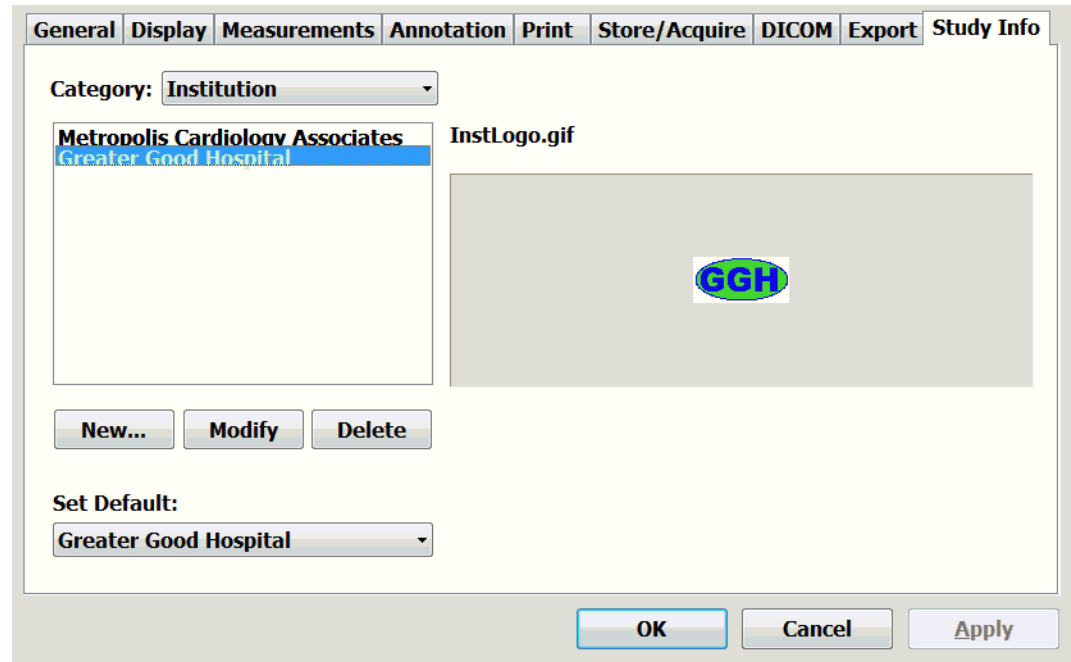 General Display Measurements Annotation Print Store/Acquire DICOM Export Study Info
Category: Institution
Metropolis Cardiology Associates
Greater Good Hospital
InstLogo.gif
GGH
New... Modify Delete
Set Default:
Greater Good Hospital
OK Cancel Apply